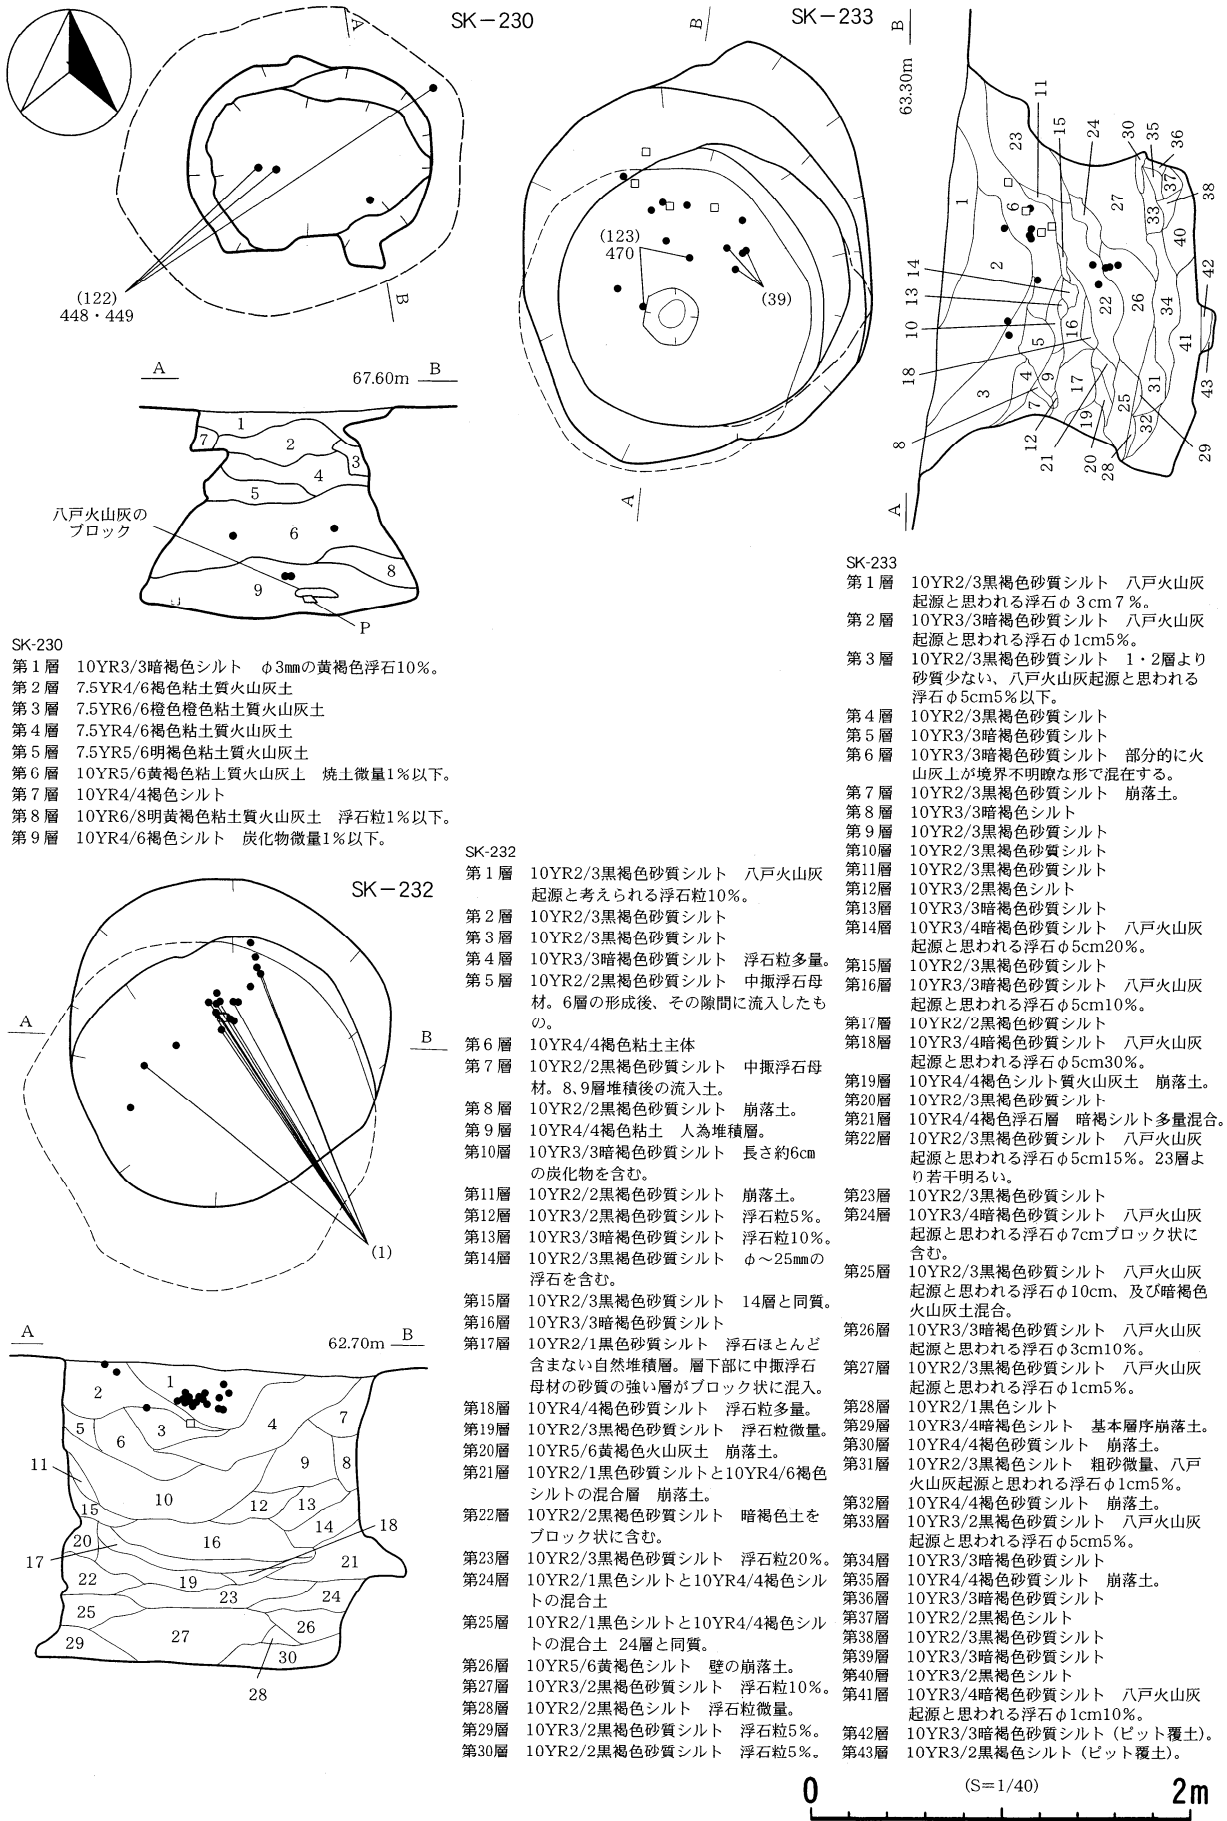 SK－230
A
B
(122)
448・449
A
67.60m
B
1
2
3
4
5
6
7
8
9
八戸火山灰の
ブロック
P
SK-230
第１層 10YR3/3暗褐色シルト φ3㎜の黄褐色浮石10%。
第２層 7.5YR4/6褐色粘土質火山灰土
第３層 7.5YR6/6橙色橙色粘土質火山灰土
第４層 7.5YR4/6褐色粘土質火山灰土
第５層 7.5YR5/6明褐色粘土質火山灰土
第６層 10YR5/6黄褐色粘土質火山灰土 焼土微量1%以下。
第７層 10YR4/4褐色シルト
第８層 10YR6/8明黄褐色粘土質火山灰土 浮石粒1%以下。
第９層 10YR4/6褐色シルト 炭化物微量1%以下。
SK－232
A
B
(1)
A
62.70m
B
1
2
3
4
5
6
7
8
9
10
11
12
13
14
15
16
17
18
19
20
21
22
23
24
25
26
27
28
29
30
SK-232
第１層 10YR2/3黒褐色砂質シルト 八戸火山灰
起源と考えられる浮石粒10%。
第２層 10YR2/3黒褐色砂質シルト
第３層 10YR2/3黒褐色砂質シルト
第４層 10YR3/3暗褐色砂質シルト 浮石粒多量。
第５層 10YR2/2黒褐色砂質シルト 中掫浮石母
材。6層の形成後、その隙間に流入したも
の。
第６層 10YR4/4褐色粘土主体
第７層 10YR2/2黒褐色砂質シルト 中掫浮石母
材。8、9層堆積後の流入土。
第８層 10YR2/2黒褐色砂質シルト 崩落土。
第９層 10YR4/4褐色粘土 人為堆積層。
第10層 10YR3/3暗褐色砂質シルト 長さ約6㎝
の炭化物を含む。
第11層 10YR2/2黒褐色砂質シルト 崩落土。
第12層 10YR3/2黒褐色砂質シルト 浮石粒5%。
第13層 10YR3/3暗褐色砂質シルト 浮石粒10%。
第14層 10YR2/3黒褐色砂質シルト φ～25㎜の
浮石を含む。
第15層 10YR2/3黒褐色砂質シルト 14層と同質。
第16層 10YR3/3暗褐色砂質シルト
第17層 10YR2/1黒色砂質シルト 浮石ほとんど
含まない自然堆積層。層下部に中掫浮石
母材の砂質の強い層がブロック状に混入。
第18層 10YR4/4褐色砂質シルト 浮石粒多量。
第19層 10YR2/3黒褐色砂質シルト 浮石粒微量。
第20層 10YR5/6黄褐色火山灰土 崩落土。
第21層 10YR2/1黒色砂質シルトと10YR4/6褐色
シルトの混合層 崩落土。
第22層 10YR2/2黒褐色砂質シルト 暗褐色土を
ブロック状に含む。
第23層 10YR2/3黒褐色砂質シルト 浮石粒20%。
第24層 10YR2/1黒色シルトと10YR4/4褐色シル
トの混合土
第25層 10YR2/1黒色シルトと10YR4/4褐色シル
トの混合土 24層と同質。
第26層 10YR5/6黄褐色シルト 壁の崩落土。
第27層 10YR3/2黒褐色砂質シルト 浮石粒10%。
第28層 10YR2/2黒褐色シルト 浮石粒微量。
第29層 10YR3/2黒褐色砂質シルト 浮石粒5%。
第30層 10YR2/2黒褐色砂質シルト 浮石粒5%。
SK－233
B
A
(123)
470
(39)
B
63.30m
A
1
2
3
4
5
6
7
8
9
10
11
12
13
14
15
16
17
18
19
20
21
22
23
24
25
26
27
28
29
30
31
32
33
34
35
36
37
38
40
41
42
43
SK-233
第１層 10YR2/3黒褐色砂質シルト 八戸火山灰
起源と思われる浮石φ３cm７%。
第２層 10YR3/3暗褐色砂質シルト 八戸火山灰
起源と思われる浮石φ1cm5%。
第３層 10YR2/3黒褐色砂質シルト 1・2層より
砂質少ない、八戸火山灰起源と思われる
浮石φ5cm5%以下。
第４層 10YR2/3黒褐色砂質シルト
第５層 10YR3/3暗褐色砂質シルト
第６層 10YR3/3暗褐色砂質シルト 部分的に火
山灰土が境界不明瞭な形で混在する。
第７層 10YR2/3黒褐色砂質シルト 崩落土。
第８層 10YR3/3暗褐色シルト
第９層 10YR2/3黒褐色砂質シルト
第10層 10YR2/3黒褐色砂質シルト
第11層 10YR2/3黒褐色砂質シルト
第12層 10YR3/2黒褐色シルト
第13層 10YR3/3暗褐色砂質シルト
第14層 10YR3/4暗褐色砂質シルト 八戸火山灰
起源と思われる浮石φ5cm20%。
第15層 10YR2/3黒褐色砂質シルト
第16層 10YR3/3暗褐色砂質シルト 八戸火山灰
起源と思われる浮石φ5cm10%。
第17層 10YR2/2黒褐色砂質シルト
第18層 10YR3/4暗褐色砂質シルト 八戸火山灰
起源と思われる浮石φ5cm30%。
第19層 10YR4/4褐色シルト質火山灰土 崩落土。
第20層 10YR2/3黒褐色砂質シルト
第21層 10YR4/4褐色浮石層 暗褐シルト多量混合。
第22層 10YR2/3黒褐色砂質シルト 八戸火山灰
起源と思われる浮石φ5cm15%。23層よ
り若干明るい。
第23層 10YR2/3黒褐色砂質シルト
第24層 10YR3/4暗褐色砂質シルト 八戸火山灰
起源と思われる浮石φ7cmブロック状に
含む。
第25層 10YR2/3黒褐色砂質シルト 八戸火山灰
起源と思われる浮石φ10cm、及び暗褐色
火山灰土混合。
第26層 10YR3/3暗褐色砂質シルト 八戸火山灰
起源と思われる浮石φ3cm10%。
第27層 10YR2/3黒褐色砂質シルト 八戸火山灰
起源と思われる浮石φ1cm5%。
第28層 10YR2/1黒色シルト
第29層 10YR3/4暗褐色砂質シルト 基本層序崩落土。
第30層 10YR4/4褐色砂質シルト 崩落土。
第31層 10YR2/3黒褐色シルト 粗砂微量、八戸
火山灰起源と思われる浮石φ1cm5%。
第32層 10YR4/4褐色砂質シルト 崩落土。
第33層 10YR3/2黒褐色砂質シルト 八戸火山灰
起源と思われる浮石φ5cm5%。
第34層 10YR3/3暗褐色砂質シルト
第35層 10YR4/4褐色砂質シルト 崩落土。
第36層 10YR3/3暗褐色砂質シルト
第37層 10YR2/2黒褐色シルト
第38層 10YR2/3黒褐色砂質シルト
第39層 10YR3/3暗褐色砂質シルト
第40層 10YR3/2黒褐色シルト
第41層 10YR3/4暗褐色砂質シルト 八戸火山灰
起源と思われる浮石φ1cm10%。
第42層 10YR3/3暗褐色砂質シルト（ピット覆土）。
第43層 10YR3/2黒褐色シルト（ピット覆土）。
0
(S＝1/40)
2m